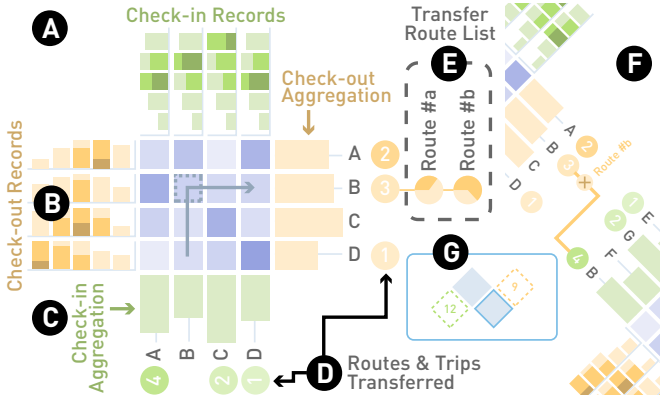 A
Check-in Records
Transfer
Route List
E
F
Check-out
Aggregation
Route #a
Route #b
Check-out Records
B
A
2
B
3
C
D
1
A
2
B
3
Route #b
C
D
1
1
E
2
G
F
4
B
G
12
9
C
Check-in
Aggregation
A
B
C
D
4
2
1
D
Routes & Trips
Transferred